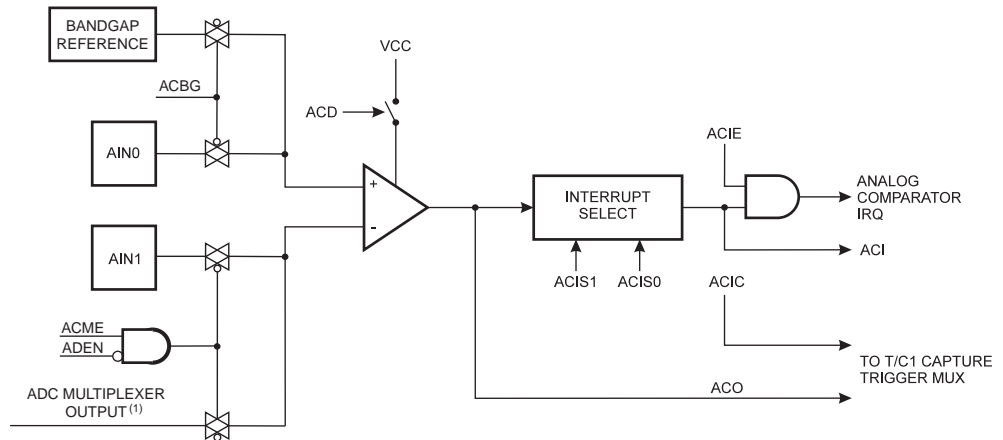 BANDGAP
REFERENCE
ACBG
AIN0
VCC
ACD
+
-
AIN1
ACME
ADEN
ADC MULTIPLEXER
OUTPUT (1)
INTERRUPT
SELECT
ACIS1
ACIS0
ACIE
ANALOG
COMPARATOR
IRQ
ACI
ACIC
TO T/C1 CAPTURE
TRIGGER MUX
ACO